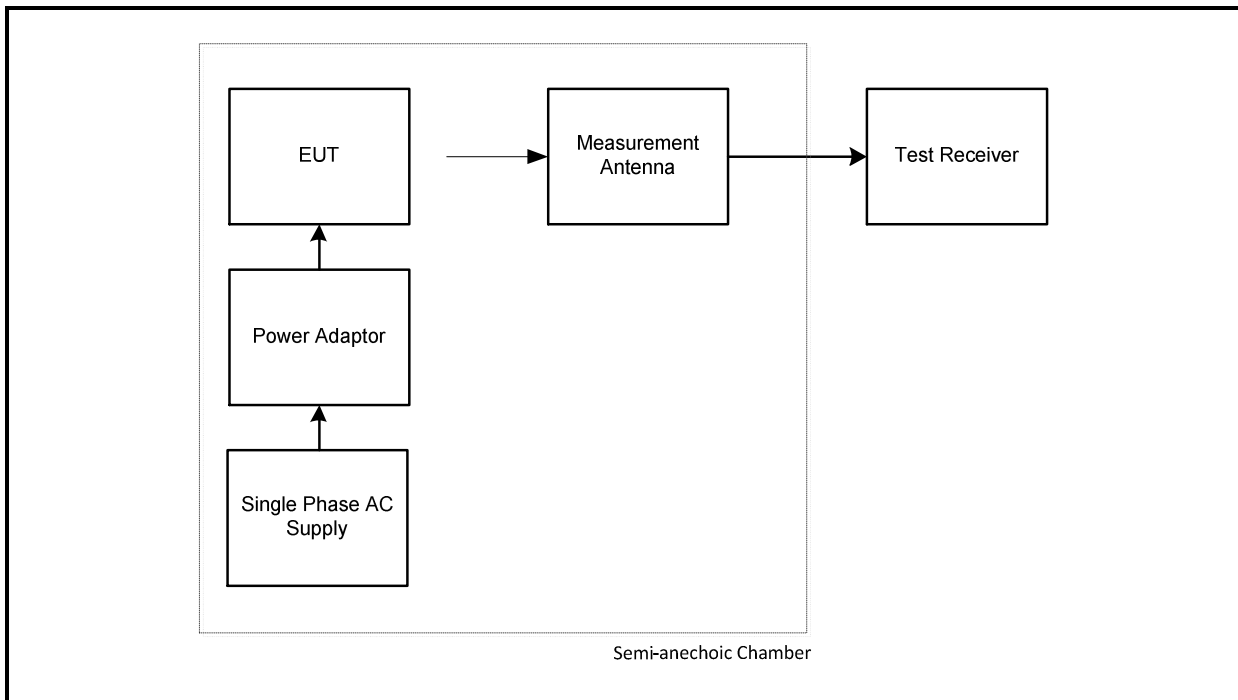 EUT
Measurement
Antenna
Test Receiver
Power Adaptor
Single Phase AC
Supply
Semi-anechoic Chamber